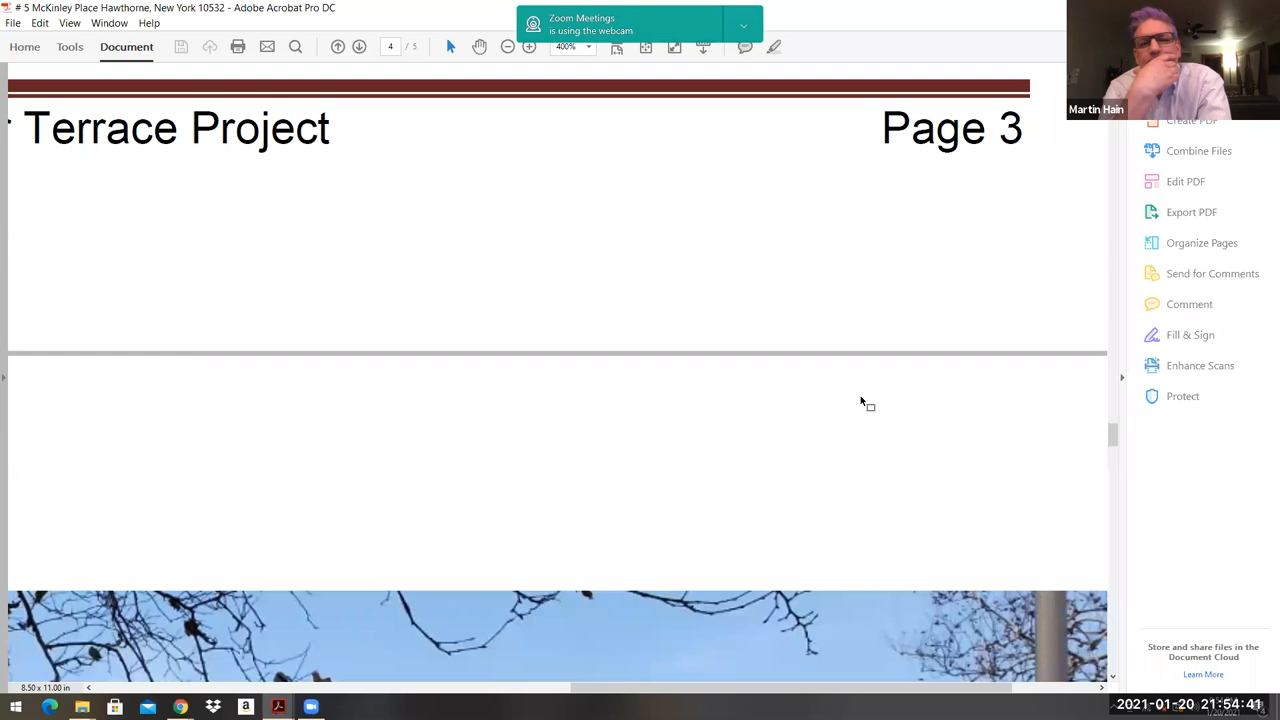 # 5 McKinley Place Hawthorne, New York 10532 - Adobe Acrobat Pro DC
File Edit View Window Help
Zoom Meetings
is using the webcam
Home Tools Document
4 / 5
400%
Martin Hain
Terrace Project Page 3
Create PDF
Combine Files
Edit PDF
Export PDF
Organize Pages
Send for Comments
Comment
Fill & Sign
Enhance Scans
Protect
Store and share files in the
Document Cloud
Learn More
8.50 x 11.00 in
2021-01-20 21:54:41